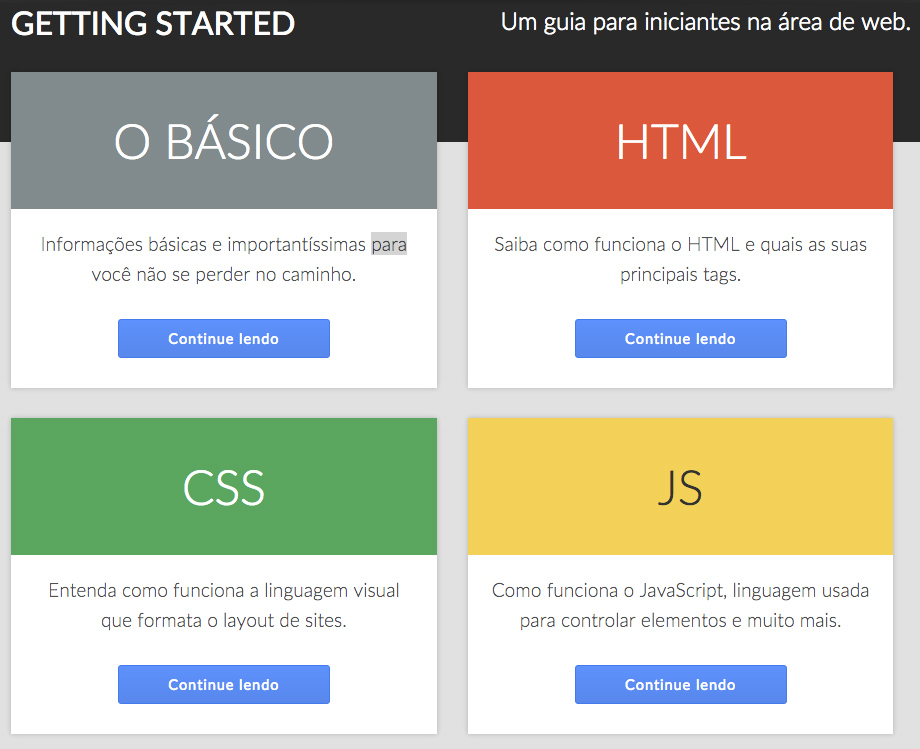 GETTING STARTED
Um guia para iniciantes na área de web.
O BÁSICO
Informações básicas e importantíssimas para
você não se perder no caminho.
Continue lendo
HTML
Saiba como funciona o HTML e quais as suas
principais tags.
Continue lendo
CSS
Entenda como funciona a linguagem visual
que formata o layout de sites.
Continue lendo
JS
Como funciona o JavaScript, linguagem usada
para controlar elementos e muito mais.
Continue lendo